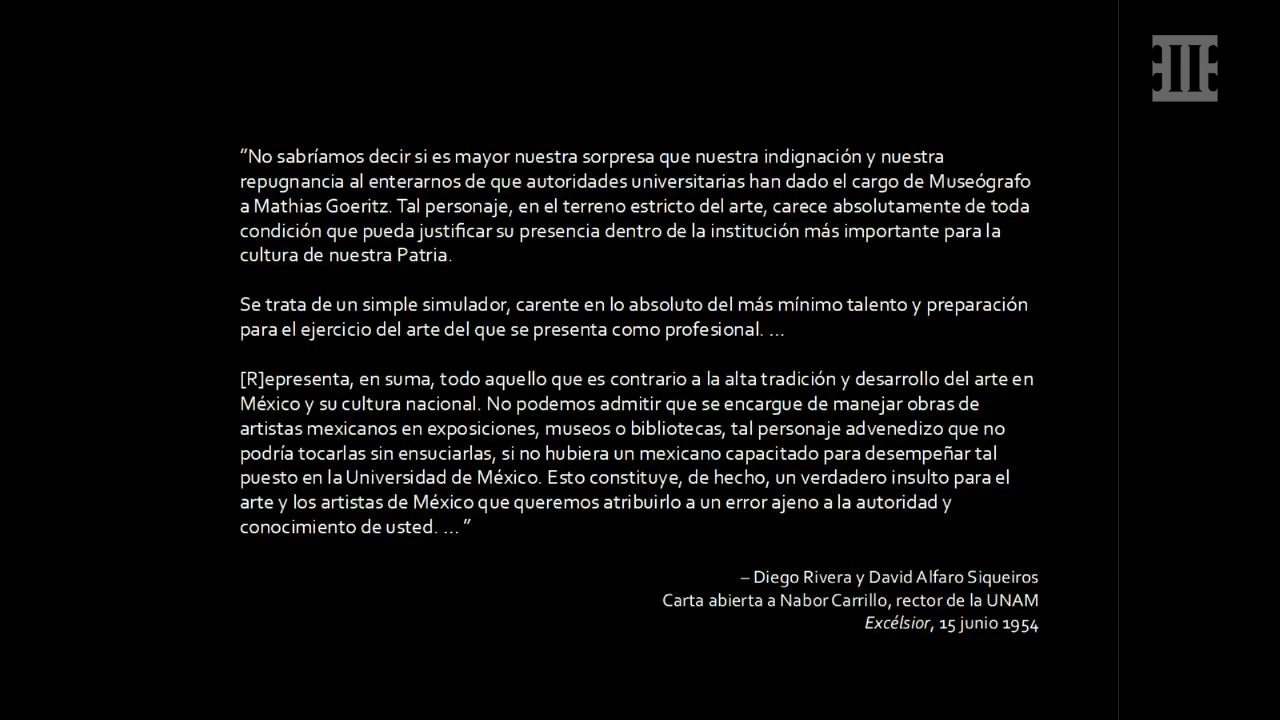 "No sabríamos decir si es mayor nuestra sorpresa que nuestra indignación y nuestra
repugnancia al enterarnos de que autoridades universitarias han dado el cargo de Museógrafo
a Mathias Goeritz. Tal personaje, en el terreno estricto del arte, carece absolutamente de toda
condición que pueda justificar su presencia dentro de la institución más importante para la
cultura de nuestra Patria.
Se trata de un simple simulador, carente en lo absoluto del más mínimo talento y preparación
para el ejercicio del arte del que se presenta como profesional. ...
[R]epresenta, en suma, todo aquello que es contrario a la alta tradición y desarrollo del arte en
México y su cultura nacional. No podemos admitir que se encargue de manejar obras de
artistas mexicanos en exposiciones, museos o bibliotecas, tal personaje advenedizo que no
podría tocarlas sin ensuciarlas, si no hubiera un mexicano capacitado para desempeñar tal
puesto en la Universidad de México. Esto constituye, de hecho, un verdadero insulto para el
arte y los artistas de México que queremos atribuirlo a un error ajeno a la autoridad y
conocimiento de usted. ... "
– Diego Rivera y David Alfaro Siqueiros
Carta abierta a Nabor Carrillo, rector de la UNAM
Excélsior, 15 junio 1954